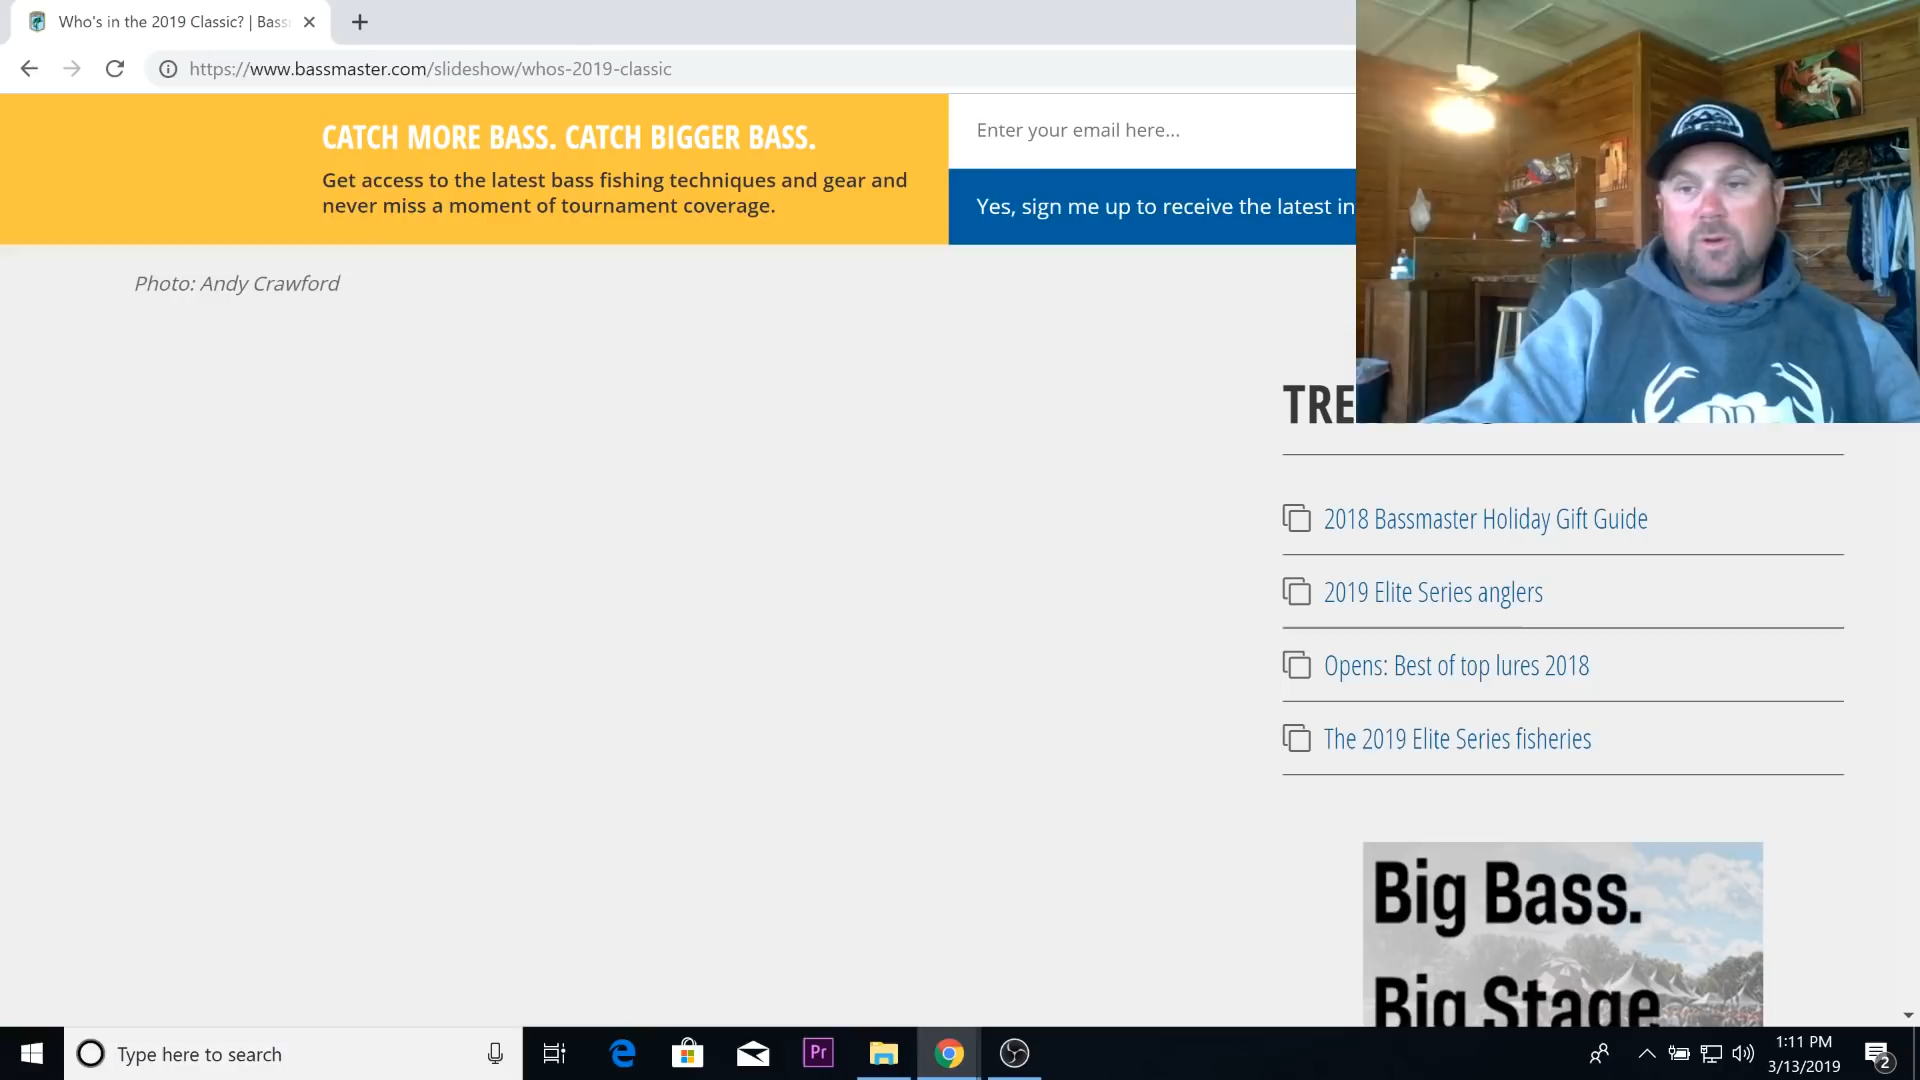 Who's in the 2019 Classic? | Bass
https://www.bassmaster.com/slideshow/whos-2019-classic
CATCH MORE BASS. CATCH BIGGER BASS.
Get access to the latest bass fishing techniques and gear and
never miss a moment of tournament coverage.
Enter your email here...
Yes, sign me up to receive the latest in
Photo: Andy Crawford
TRE
2018 Bassmaster Holiday Gift Guide
2019 Elite Series anglers
Opens: Best of top lures 2018
The 2019 Elite Series fisheries
Big Bass.
Big Stage
Type here to search
Pr
1:11 PM
3/13/2019
2